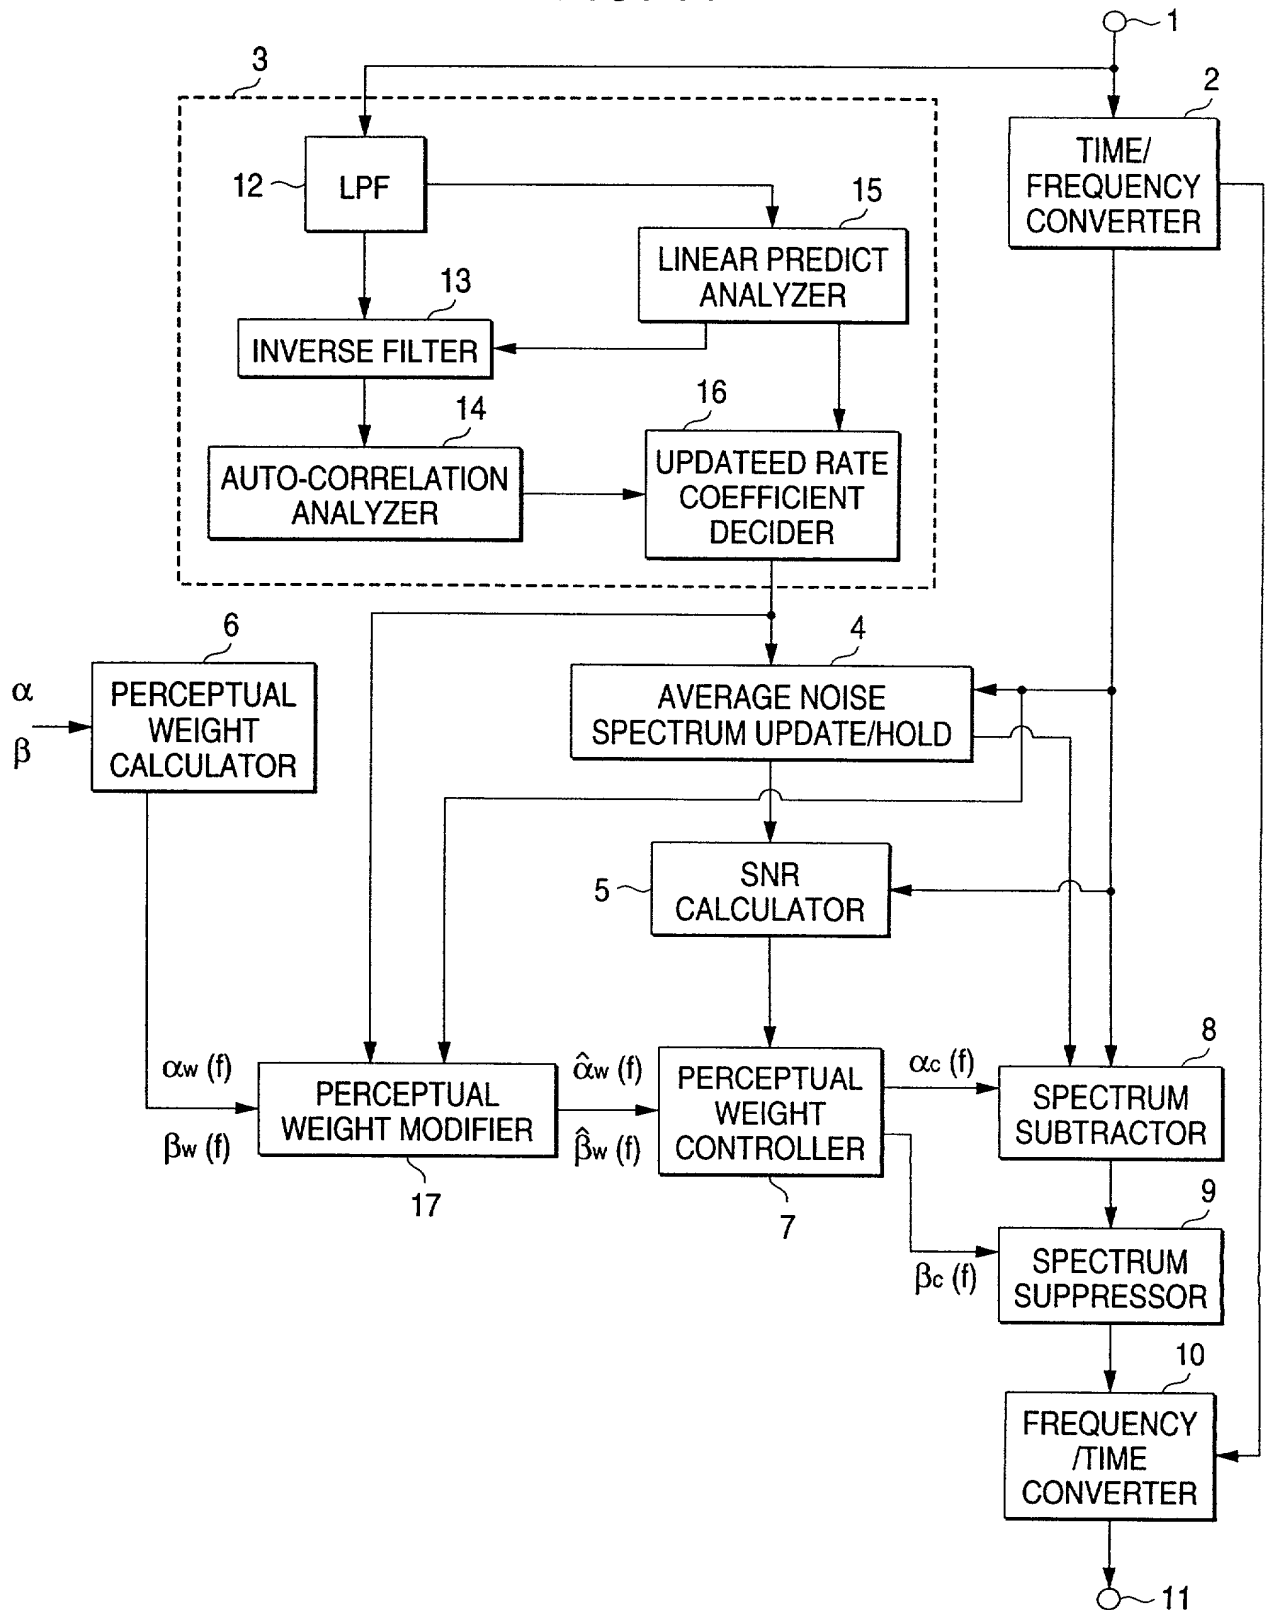 1
3
2
TIME/
FREQUENCY
CONVERTER
12
LPF
15
LINEAR PREDICT
ANALYZER
13
INVERSE FILTER
16
14
UPDATEED RATE
COEFFICIENT
DECIDER
AUTO-CORRELATION
ANALYZER
6
4
α
β
PERCEPTUAL
WEIGHT
CALCULATOR
AVERAGE NOISE
SPECTRUM UPDATE/HOLD
5
SNR
CALCULATOR
8
αw (f)
βw (f)
PERCEPTUAL
WEIGHT MODIFIER
17
α̂w (f)
β̂w (f)
PERCEPTUAL
WEIGHT
CONTROLLER
7
αc (f)
SPECTRUM
SUBTRACTOR
9
βc (f)
SPECTRUM
SUPPRESSOR
10
FREQUENCY
/TIME
CONVERTER
11